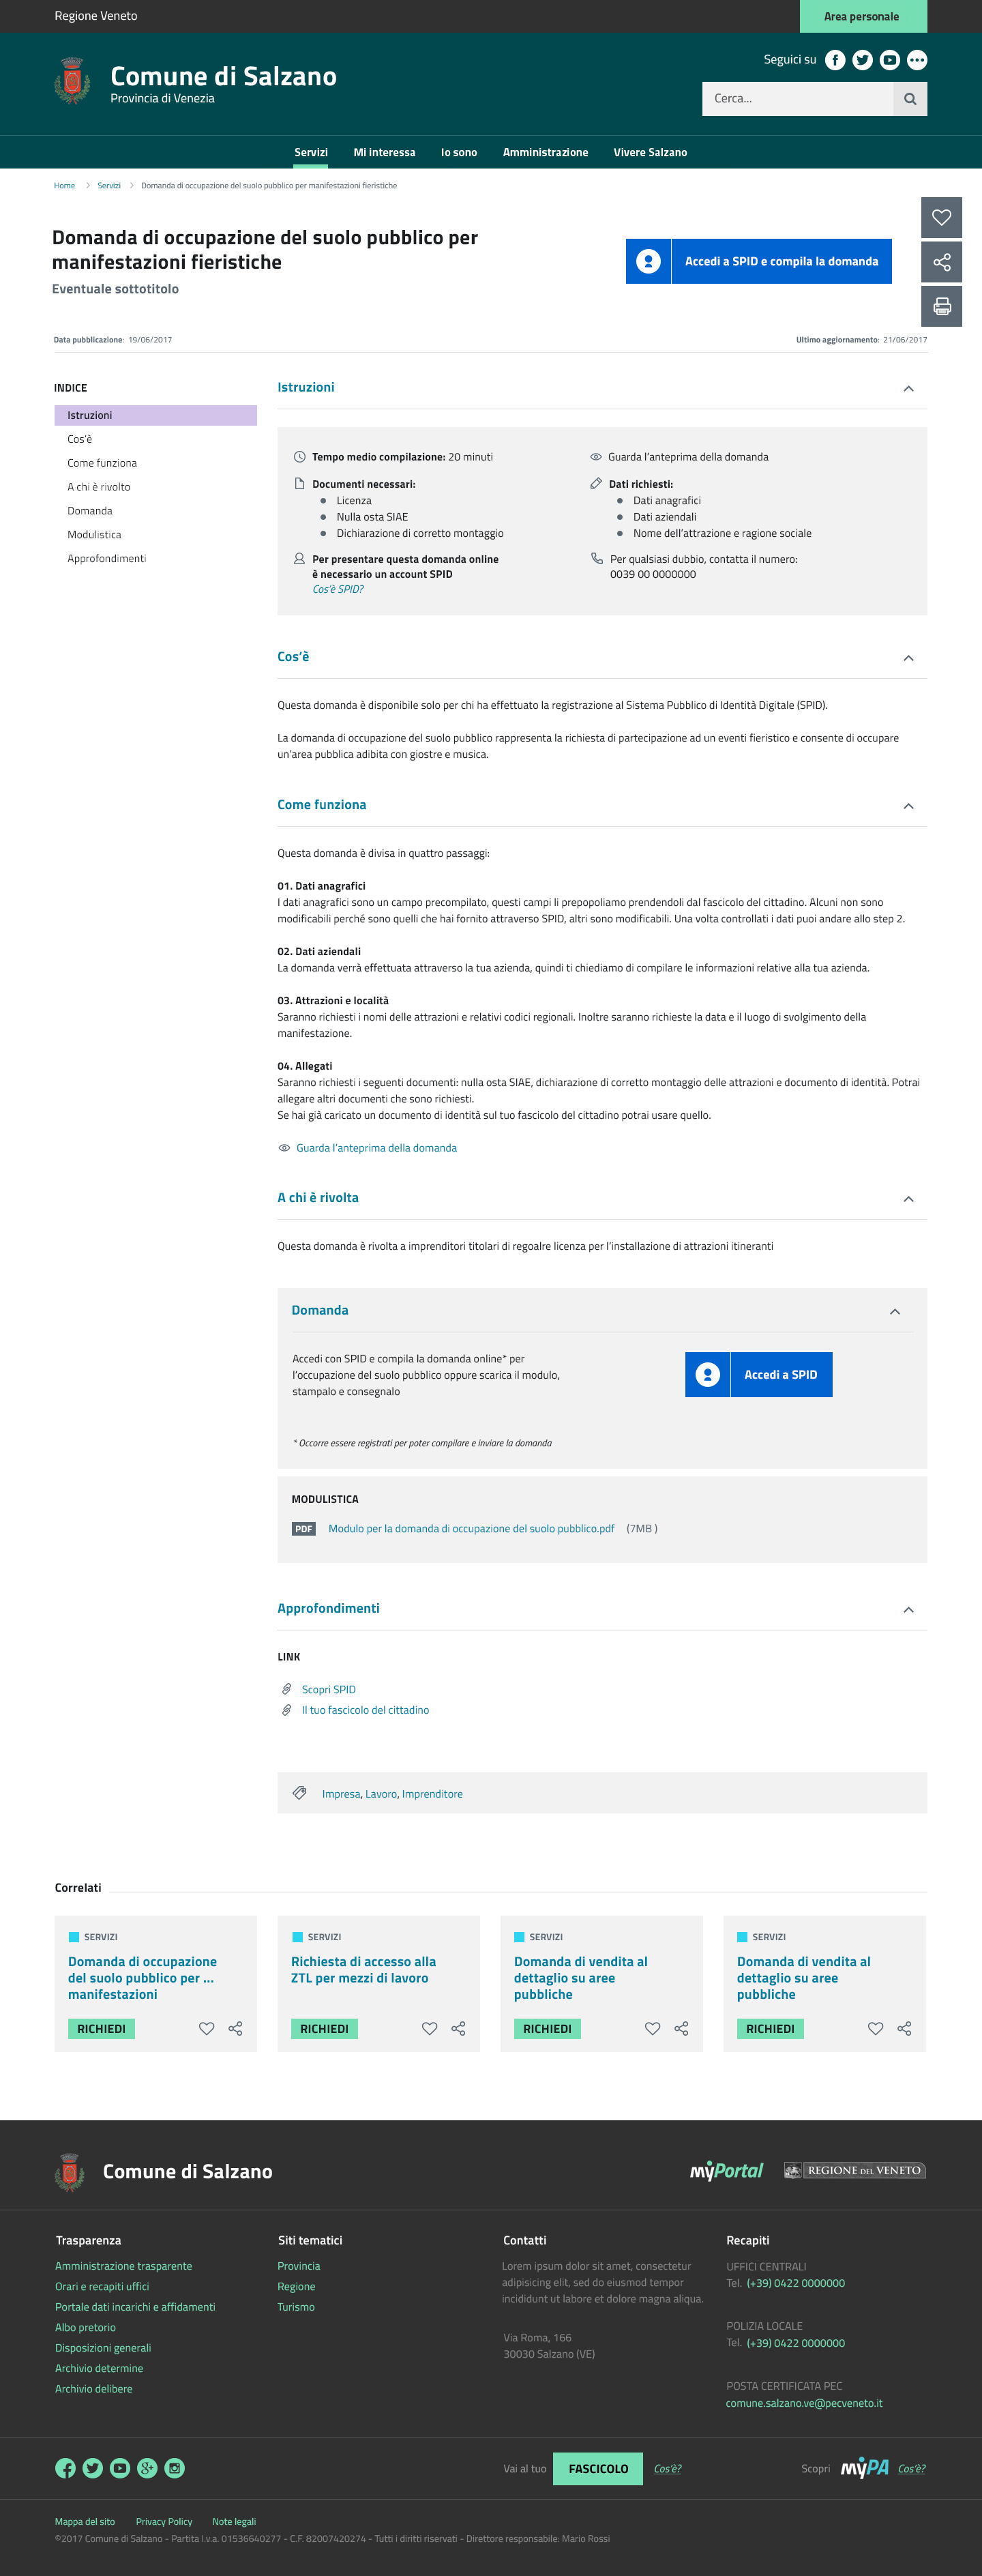 Regione Veneto
Area personale
Comune di Salzano
Provincia di Venezia
Seguici su
Cerca...
Servizi Mi interessa Io sono Amministrazione Vivere Salzano
Home Servizi Domanda di occupazione del suolo pubblico per manifestazioni fieristiche
Domanda di occupazione del suolo pubblico per
manifestazioni fieristiche
Eventuale sottotitolo
Accedi a SPID e compila la domanda
Data pubblicazione: 19/06/2017
Ultimo aggiornamento: 21/06/2017
INDICE
Istruzioni
Cos'è
Come funziona
A chi è rivolto
Domanda
Modulistica
Approfondimenti
Istruzioni
Tempo medio compilazione: 20 minuti
Documenti necessari:
Licenza
Nulla osta SIAE
Dichiarazione di corretto montaggio
Per presentare questa domanda online
è necessario un account SPID
Cos'è SPID?
Guarda l'anteprima della domanda
Dati richiesti:
Dati anagrafici
Dati aziendali
Nome dell'attrazione e ragione sociale
Per qualsiasi dubbio, contatta il numero:
0039 00 0000000
Cos'è
Questa domanda è disponibile solo per chi ha effettuato la registrazione al Sistema Pubblico di Identità Digitale (SPID).
La domanda di occupazione del suolo pubblico rappresenta la richiesta di partecipazione ad un eventi fieristico e consente di occupare
un'area pubblica adibita con giostre e musica.
Come funziona
Questa domanda è divisa in quattro passaggi:
01. Dati anagrafici
I dati anagrafici sono un campo precompilato, questi campi li prepopoliamo prendendoli dal fascicolo del cittadino. Alcuni non sono
modificabili perché sono quelli che hai fornito attraverso SPID, altri sono modificabili. Una volta controllati i dati puoi andare allo step 2.
02. Dati aziendali
La domanda verrà effettuata attraverso la tua azienda, quindi ti chiediamo di compilare le informazioni relative alla tua azienda.
03. Attrazioni e località
Saranno richiesti i nomi delle attrazioni e relativi codici regionali. Inoltre saranno richieste la data e il luogo di svolgimento della
manifestazione.
04. Allegati
Saranno richiesti i seguenti documenti: nulla osta SIAE, dichiarazione di corretto montaggio delle attrazioni e documento di identità. Potrai
allegare altri documenti che sono richiesti.
Se hai già caricato un documento di identità sul tuo fascicolo del cittadino potrai usare quello.
Guarda l'anteprima della domanda
A chi è rivolta
Questa domanda è rivolta a imprenditori titolari di regoalre licenza per l'installazione di attrazioni itineranti
Domanda
Accedi con SPID e compila la domanda online* per
l'occupazione del suolo pubblico oppure scarica il modulo,
stampalo e consegnalo
Accedi a SPID
* Occorre essere registrati per poter compilare e inviare la domanda
MODULISTICA
PDF Modulo per la domanda di occupazione del suolo pubblico.pdf (7MB )
Approfondimenti
LINK
Scopri SPID
Il tuo fascicolo del cittadino
Impresa, Lavoro, Imprenditore
Correlati
SERVIZI
Domanda di occupazione
del suolo pubblico per ...
manifestazioni
RICHIEDI
SERVIZI
Richiesta di accesso alla
ZTL per mezzi di lavoro
RICHIEDI
SERVIZI
Domanda di vendita al
dettaglio su aree
pubbliche
RICHIEDI
SERVIZI
Domanda di vendita al
dettaglio su aree
pubbliche
RICHIEDI
Comune di Salzano
myPortal
REGIONE DEL VENETO
Trasparenza
Amministrazione trasparente
Orari e recapiti uffici
Portale dati incarichi e affidamenti
Albo pretorio
Disposizioni generali
Archivio determine
Archivio delibere
Siti tematici
Provincia
Regione
Turismo
Contatti
Lorem ipsum dolor sit amet, consectetur
adipisicing elit, sed do eiusmod tempor
incididunt ut labore et dolore magna aliqua.
Via Roma, 166
30030 Salzano (VE)
Recapiti
UFFICI CENTRALI
Tel. (+39) 0422 0000000
POLIZIA LOCALE
Tel. (+39) 0422 0000000
POSTA CERTIFICATA PEC
comune.salzano.ve@pecveneto.it
Vai al tuo FASCICOLO Cos'è?
Scopri myPA Cos'è?
Mappa del sito Privacy Policy Note legali
©2017 Comune di Salzano - Partita I.v.a. 01536640277 - C.F. 82007420274 - Tutti i diritti riservati - Direttore responsabile: Mario Rossi